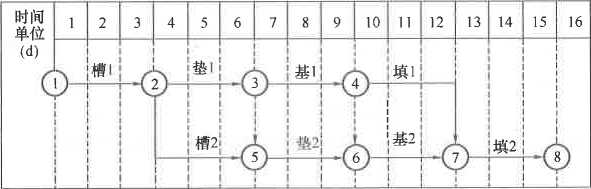 时间
单位
(d)
1 2 3 4 5 6 7 8 9 10 11 12 13 14 15 16
① 槽1 ② 垫1 ③ 基1 ④ 填1
槽2 ⑤ 垫2 ⑥ 基2 ⑦ 填2 ⑧